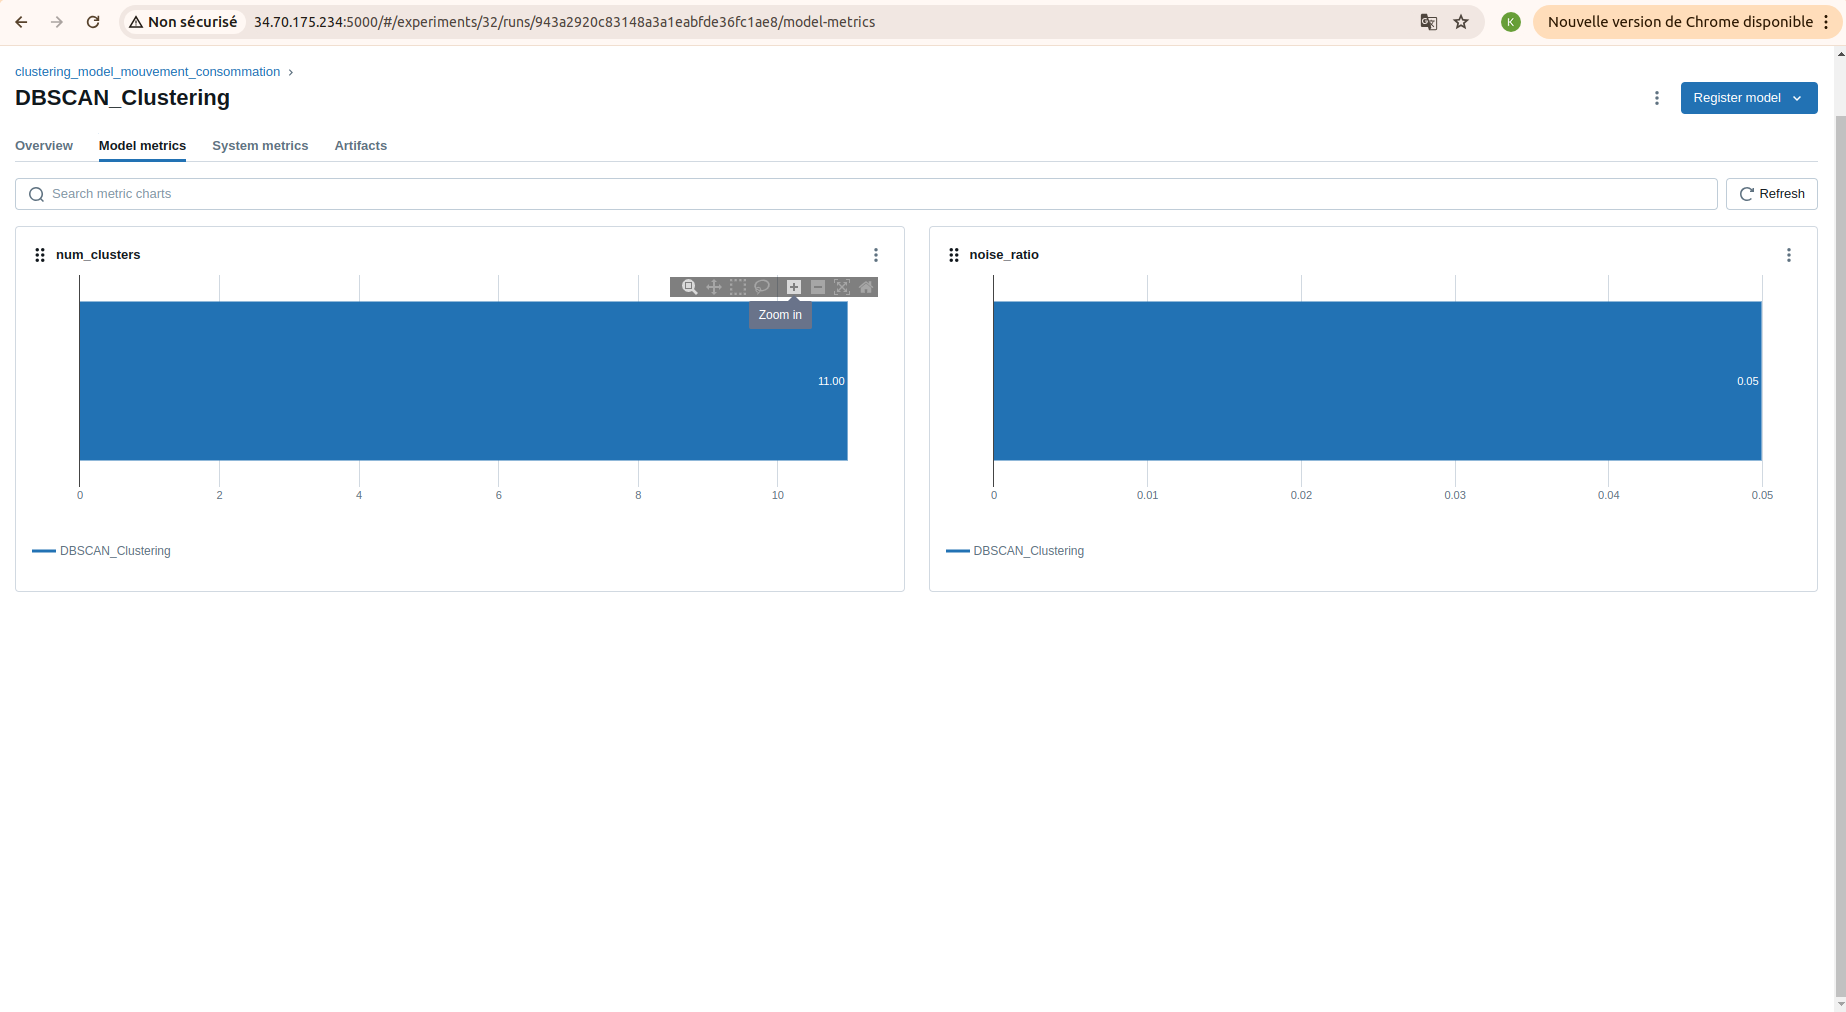 Non sécurisé 34.70.175.234:5000/#/experiments/32/runs/943a2920c83148a3a1eabfde36fc1ae8/model-metrics K Nouvelle version de Chrome disponible
clustering_model_mouvement_consommation ›
DBSCAN_Clustering
Register model
Overview Model metrics System metrics Artifacts
Search metric charts Refresh
num_clusters
Zoom in
11.00
0 2 4 6 8 10
DBSCAN_Clustering
noise_ratio
0.05
0 0.01 0.02 0.03 0.04 0.05
DBSCAN_Clustering